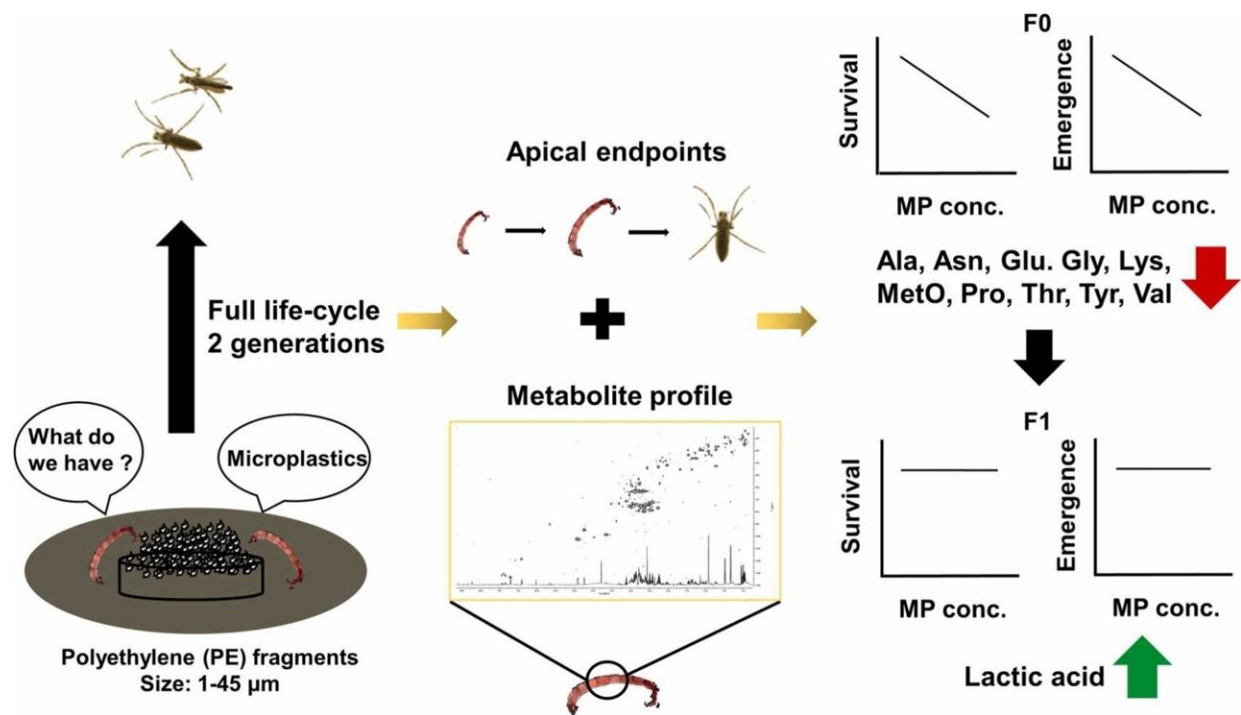 Full life-cycle
2 generations
What do
we have ?
Microplastics
Polyethylene (PE) fragments
Size: 1-45 µm
Apical endpoints
Metabolite profile
F0
Survival
MP conc.
Emergence
MP conc.
Ala, Asn, Glu. Gly, Lys,
MetO, Pro, Thr, Tyr, Val
F1
Survival
MP conc.
Emergence
MP conc.
Lactic acid